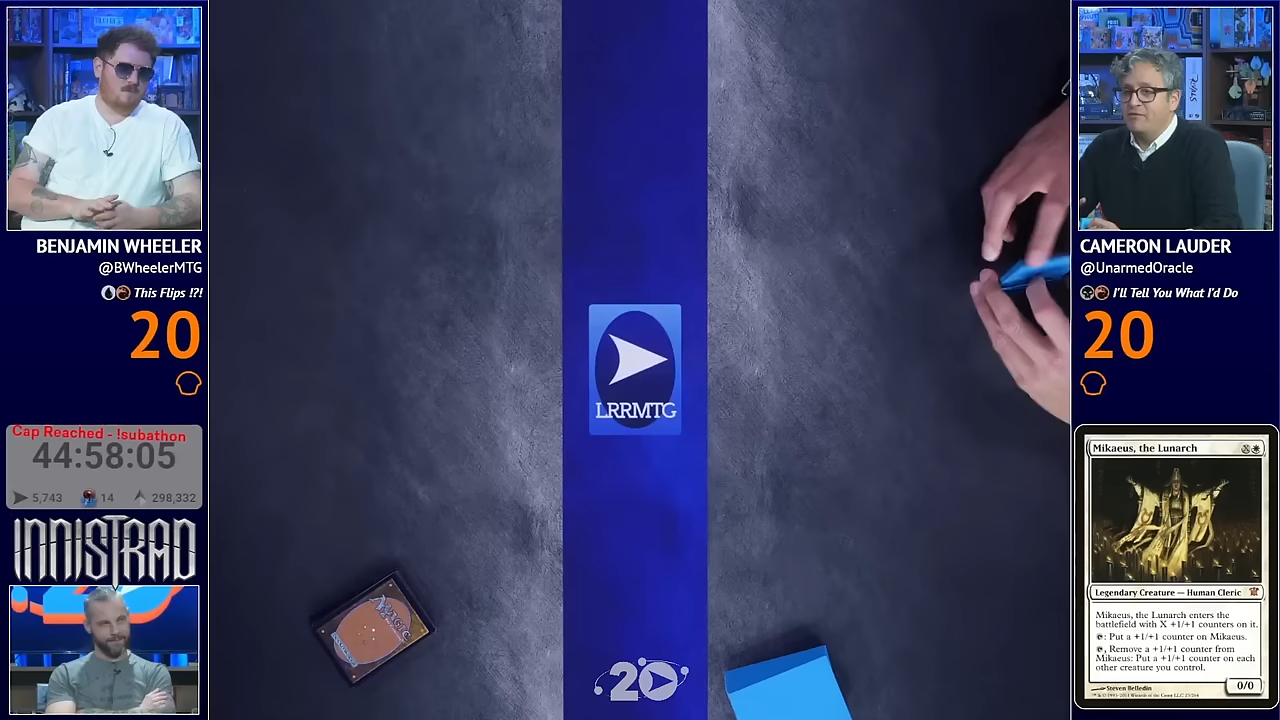 BENJAMIN WHEELER
@BWheelerMTG
This Flips !?!
20
Cap Reached - !subathon
44:58:05
5,743 14 298,332
INNISTRAD
LRRMTG
20
CAMERON LAUDER
@UnarmedOracle
I'll Tell You What I'd Do
20
Mikaeus, the Lunarch
X
Legendary Creature — Human Cleric
Mikaeus, the Lunarch enters the
battlefield with X +1/+1 counters on it.
: Put a +1/+1 counter on Mikaeus.
, Remove a +1/+1 counter from
Mikaeus: Put a +1/+1 counter on each
other creature you control.
0/0
Steven Belledin